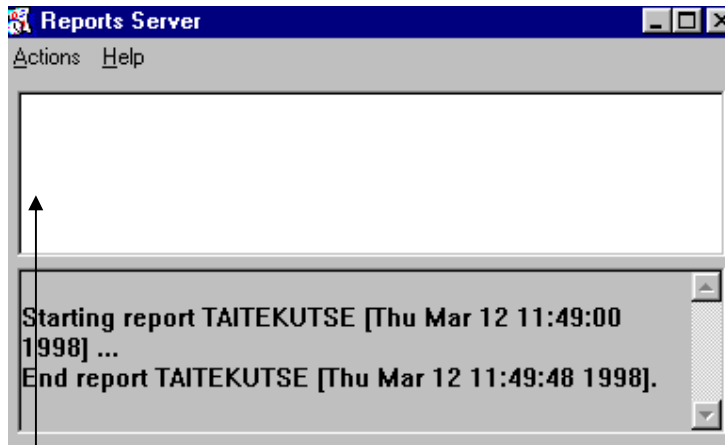 Reports Server
Actions Help
Starting report TAITEKUTSE [Thu Mar 12 11:49:00
1998] ...
End report TAITEKUTSE [Thu Mar 12 11:49:48 1998].